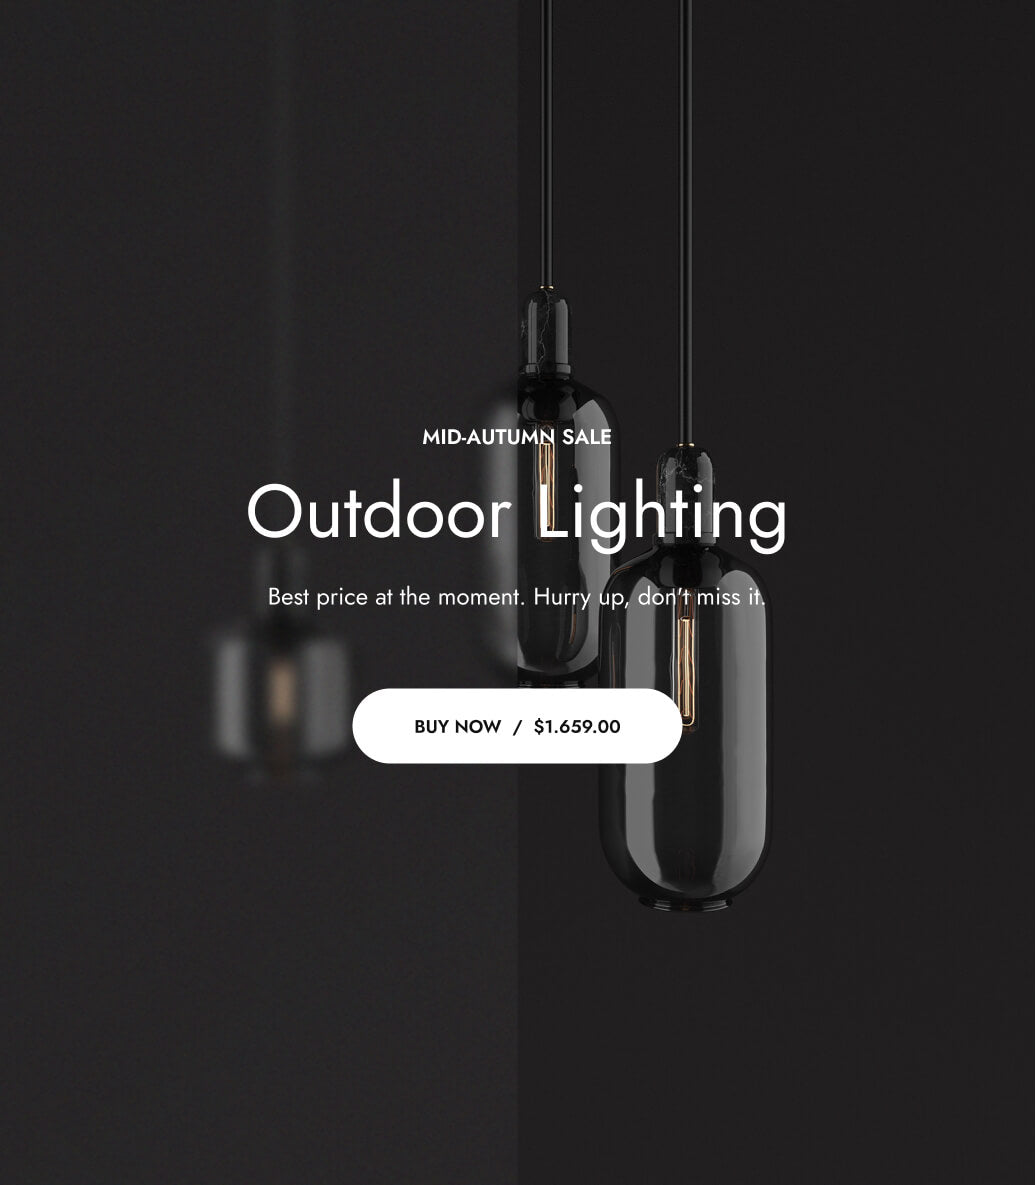 MID-AUTUMN SALE
Outdoor Lighting
Best price at the moment. Hurry up, don't miss it.
BUY NOW / $1.659.00